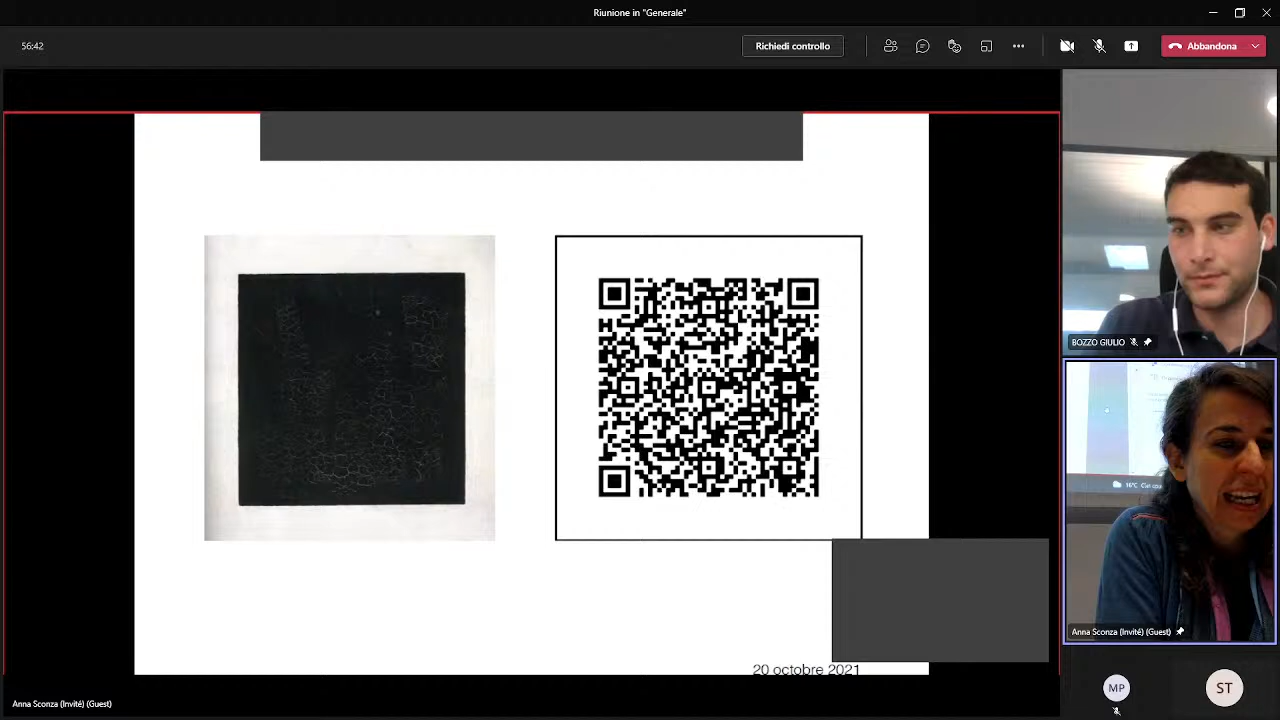 Riunione in "Generale"
56:42
Richiedi controllo
Abbandona
BOZZO GIULIO
16°C
Anna Sconza (Invité) (Guest)
20 octobre 2021
MP
ST
Anna Sconza (Invité) (Guest)